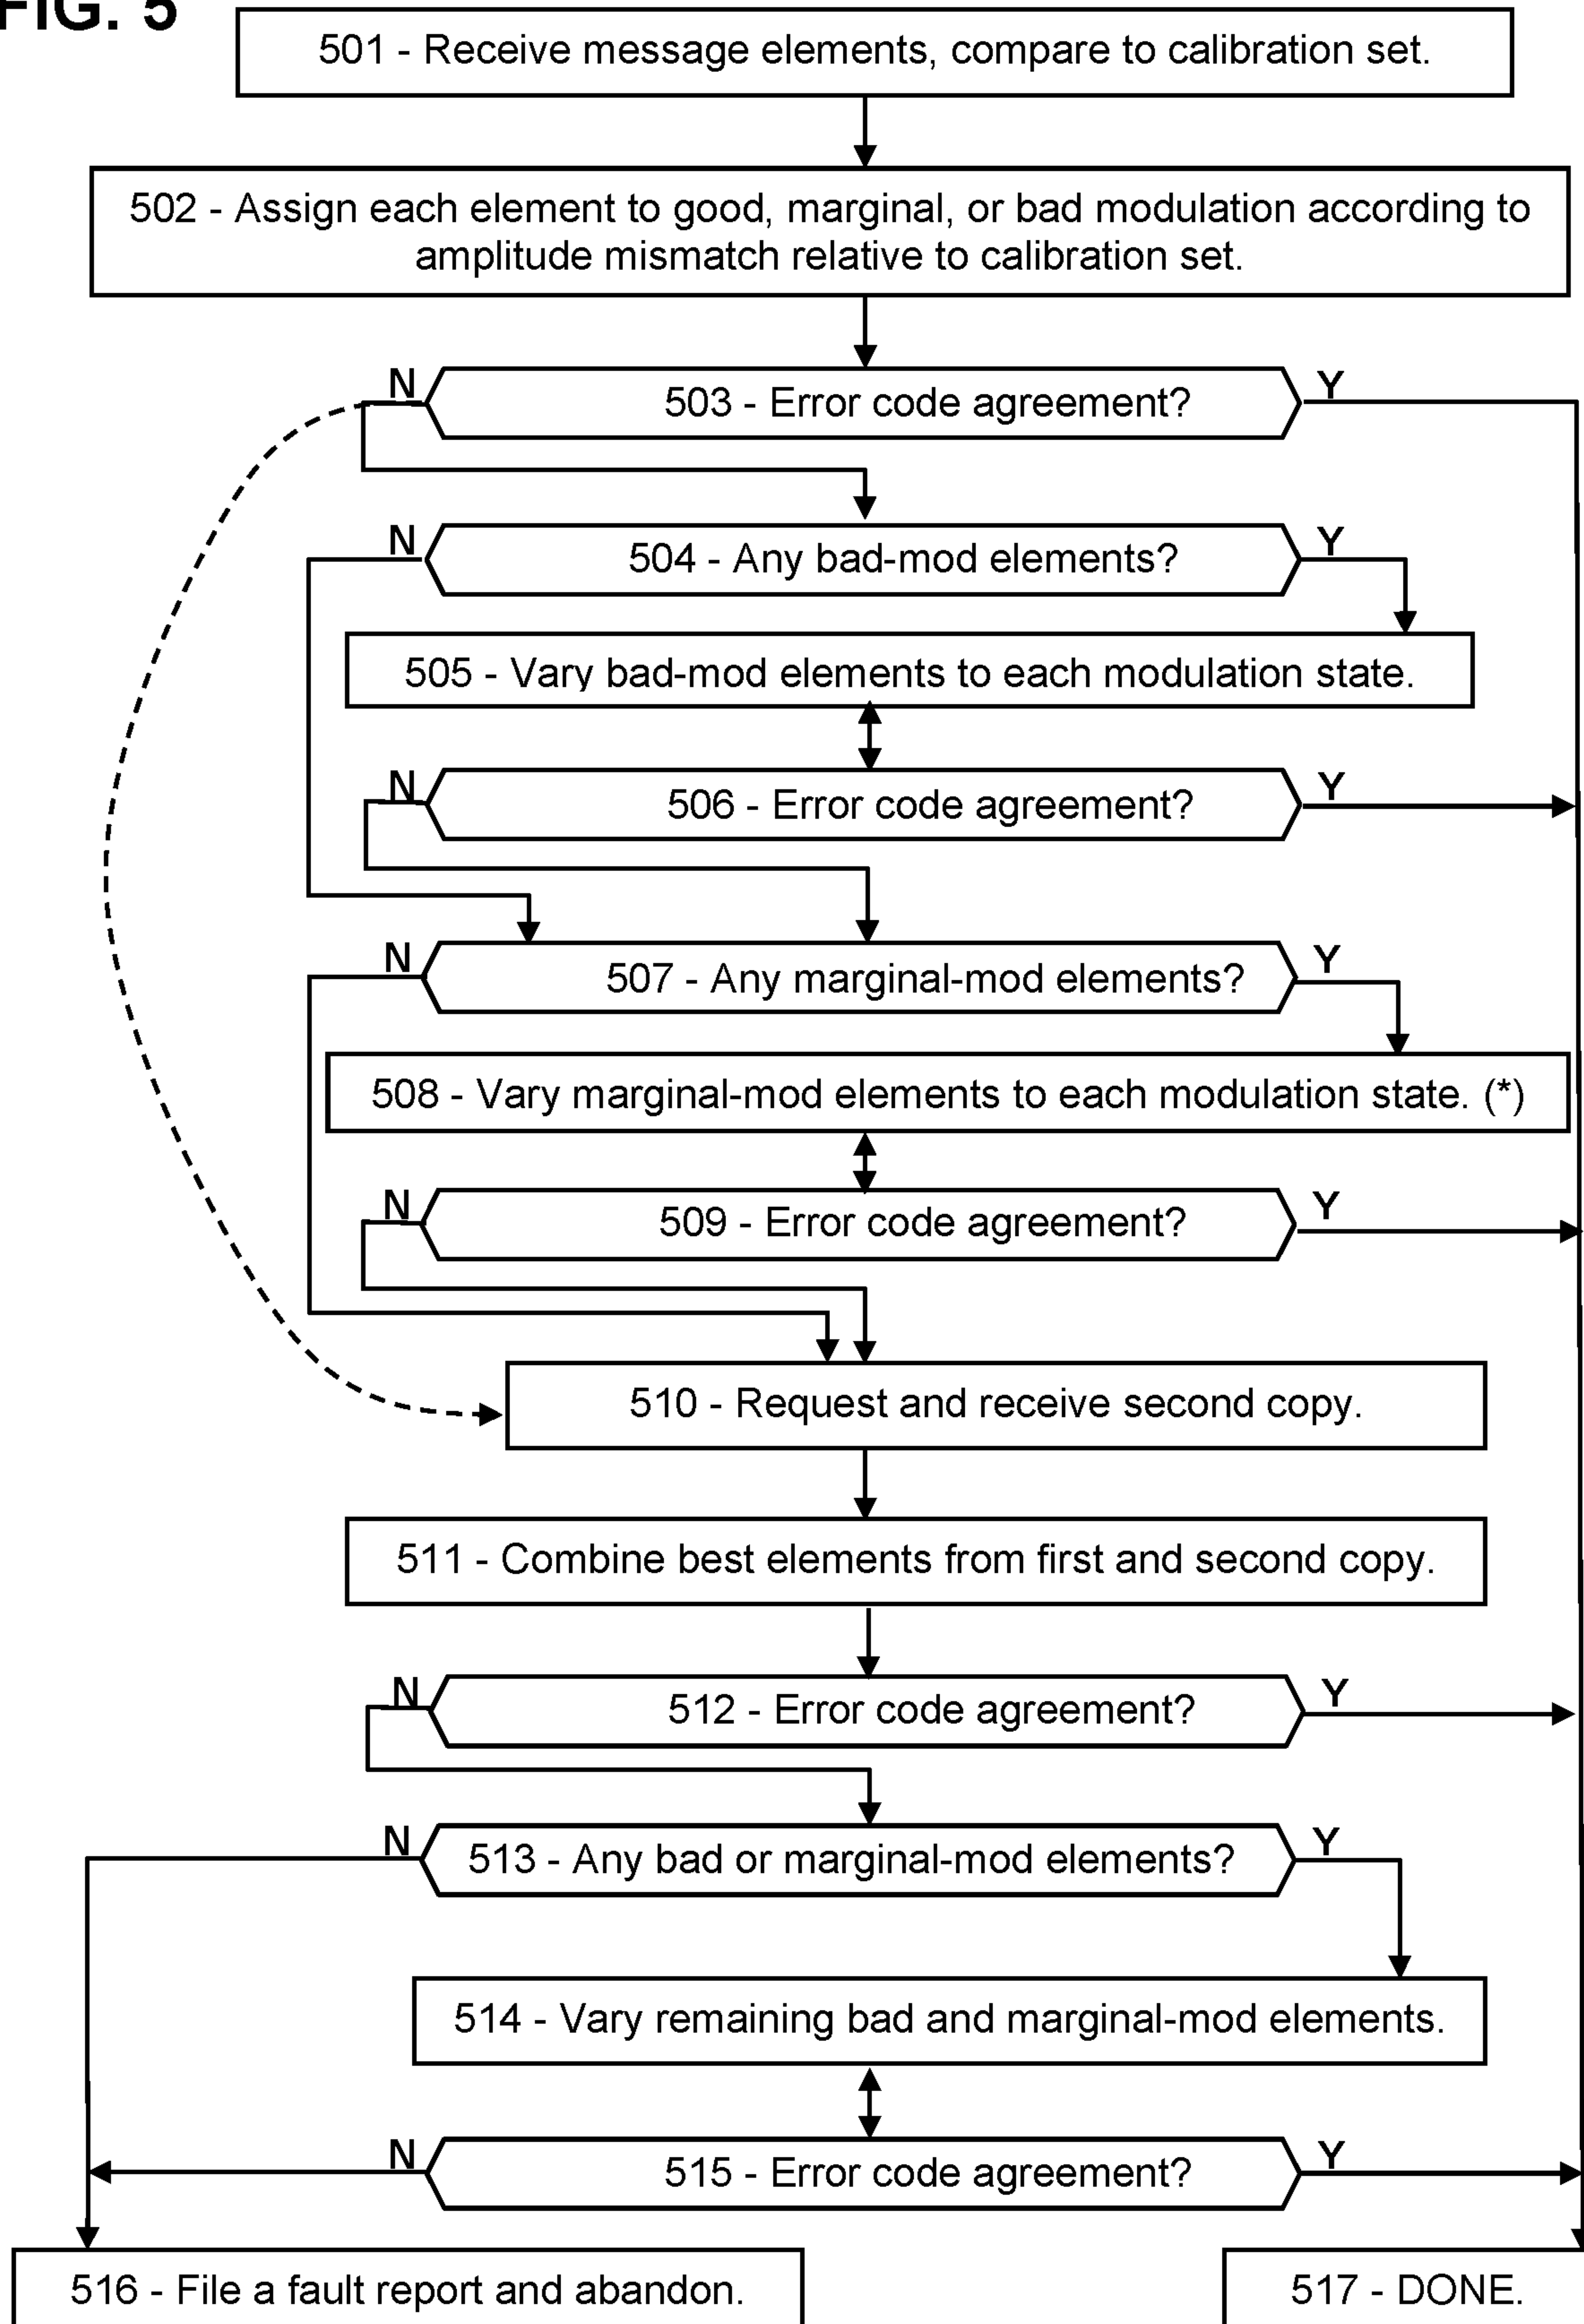 FIG. 5
501 - Receive message elements, compare to calibration set.
502 - Assign each element to good, marginal, or bad modulation according to
amplitude mismatch relative to calibration set.
N
503 - Error code agreement?
Y
N
504 - Any bad-mod elements?
Y
505 - Vary bad-mod elements to each modulation state.
N
506 - Error code agreement?
Y
N
507 - Any marginal-mod elements?
Y
508 - Vary marginal-mod elements to each modulation state. (*)
N
509 - Error code agreement?
Y
510 - Request and receive second copy.
511 - Combine best elements from first and second copy.
N
512 - Error code agreement?
Y
N
513 - Any bad or marginal-mod elements?
Y
514 - Vary remaining bad and marginal-mod elements.
N
515 - Error code agreement?
Y
516 - File a fault report and abandon.
517 - DONE.